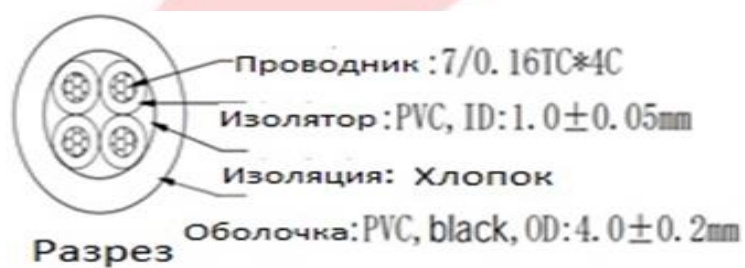 Проводник:7/0.16TC*4C
Изолятор:PVC, ID:1.0±0.05mm
Изоляция: Хлопок
Оболочка:PVC, black, OD:4.0±0.2mm
Разрез